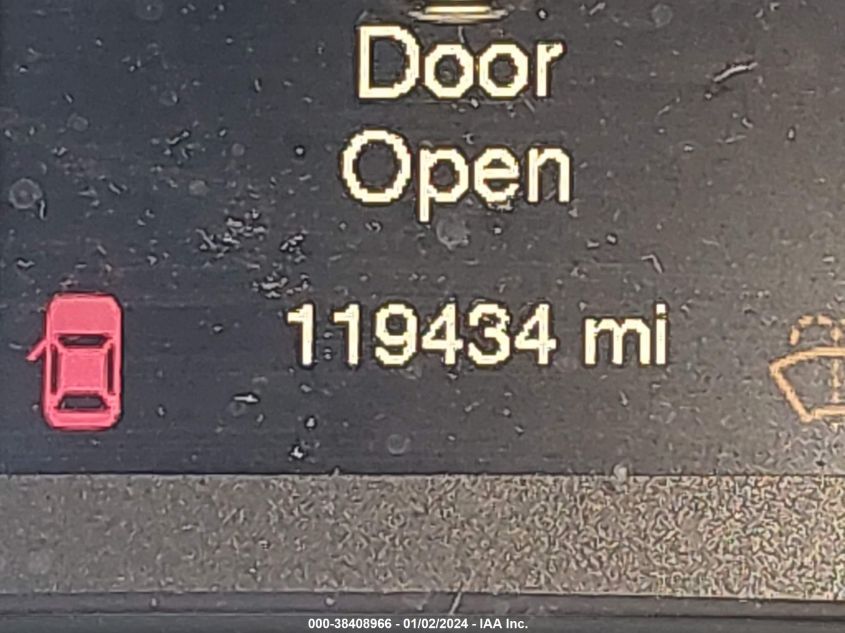 Door
Open
119434 mi
000-38408966 - 01/02/2024 - IAA Inc.